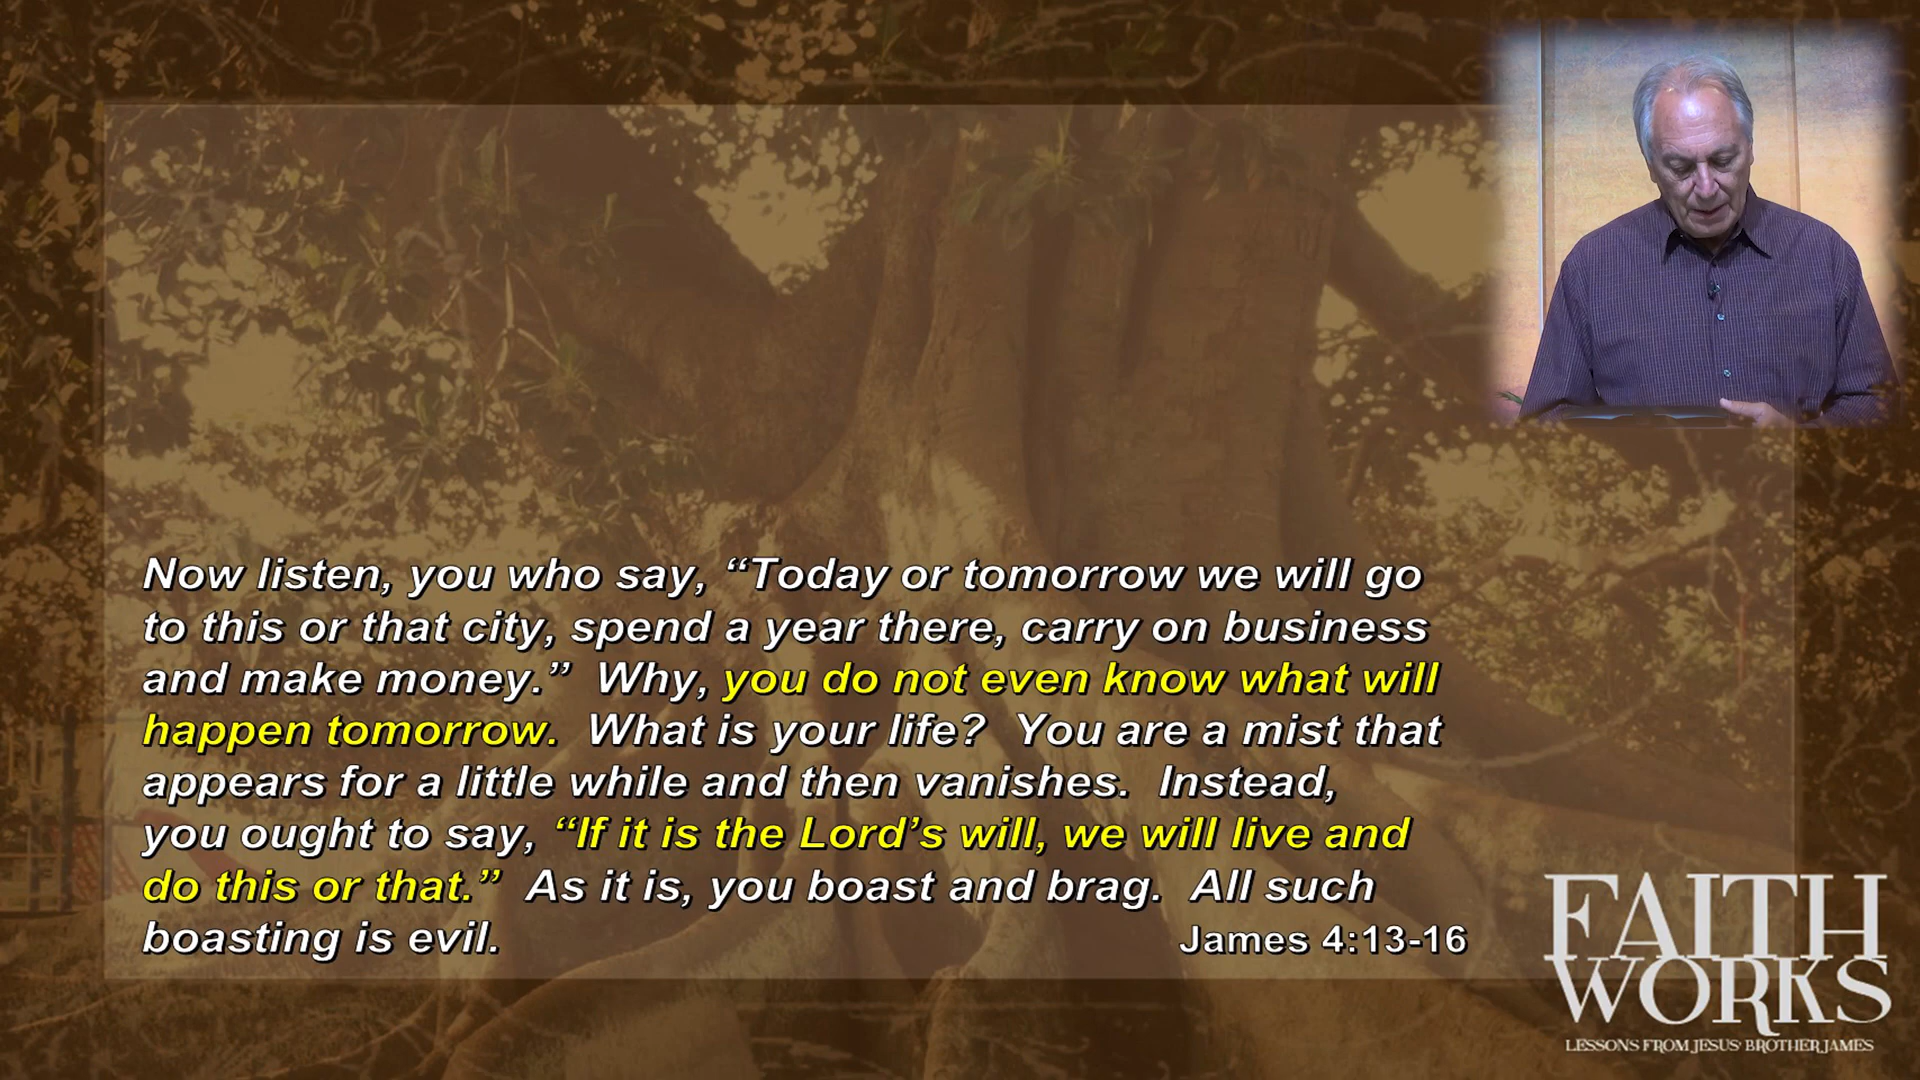 Now listen, you who say, “Today or tomorrow we will go
to this or that city, spend a year there, carry on business
and make money.”  Why, you do not even know what will
happen tomorrow.  What is your life?  You are a mist that
appears for a little while and then vanishes.  Instead,
you ought to say, “If it is the Lord’s will, we will live and
do this or that.”  As it is, you boast and brag.  All such
boasting is evil.
James 4:13-16
FAITH
WORKS
LESSONS FROM JESUS' BROTHER JAMES